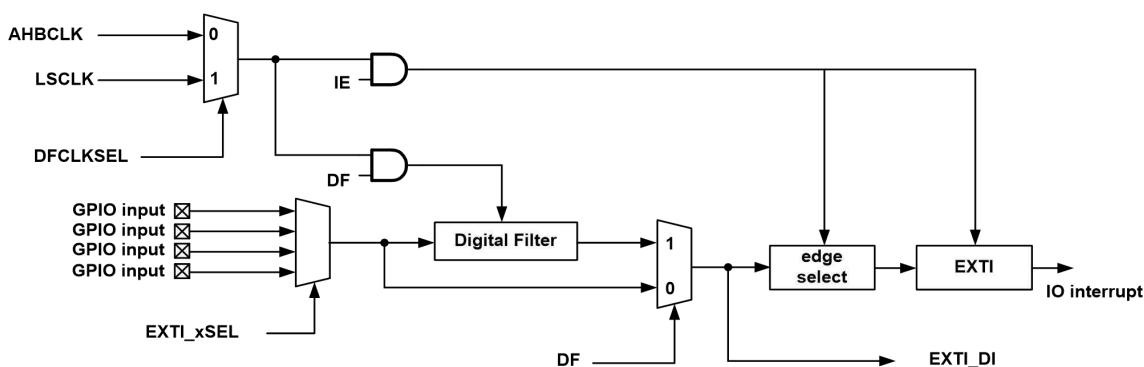 AHBCLK
0
LSCLK
1
IE
DFCLKSEL
DF
GPIO input
GPIO input
GPIO input
GPIO input
Digital Filter
1
0
edge
select
EXTI
IO interrupt
EXTI_xSEL
DF
EXTI_DI